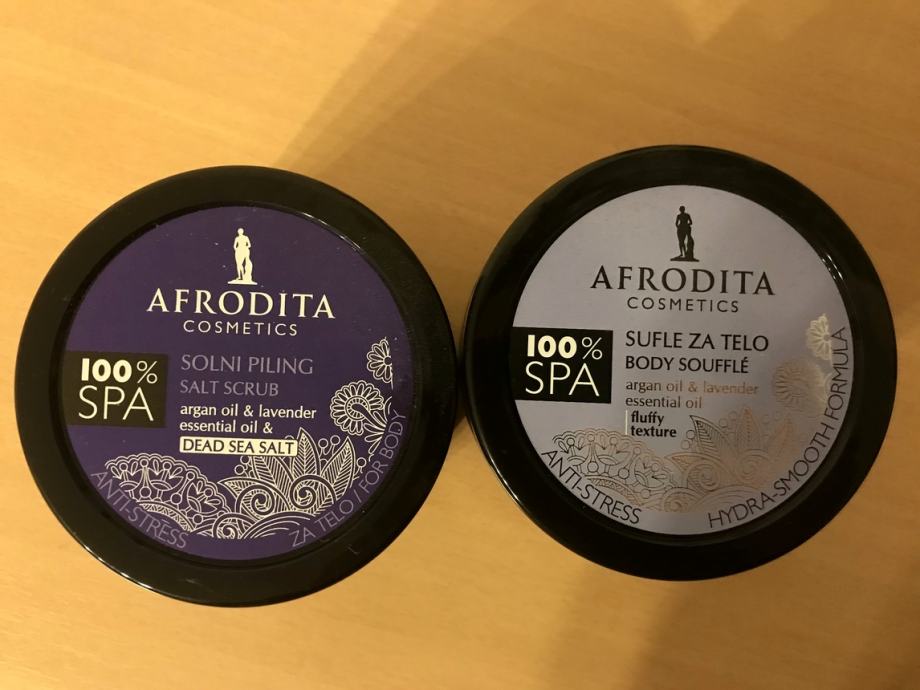 AFRODITA
COSMETICS
100%
SPA
SOLNI PILING
SALT SCRUB
argan oil & lavender
essential oil &
DEAD SEA SALT
ANTI-STRESS
ZA TELO / FOR BODY
AFRODITA
COSMETICS
100%
SPA
SUFLE ZA TELO
BODY SOUFFLÉ
argan oil & lavender
essential oil
fluffy
texture
ANTI-STRESS
HYDRA-SMOOTH FORMULA